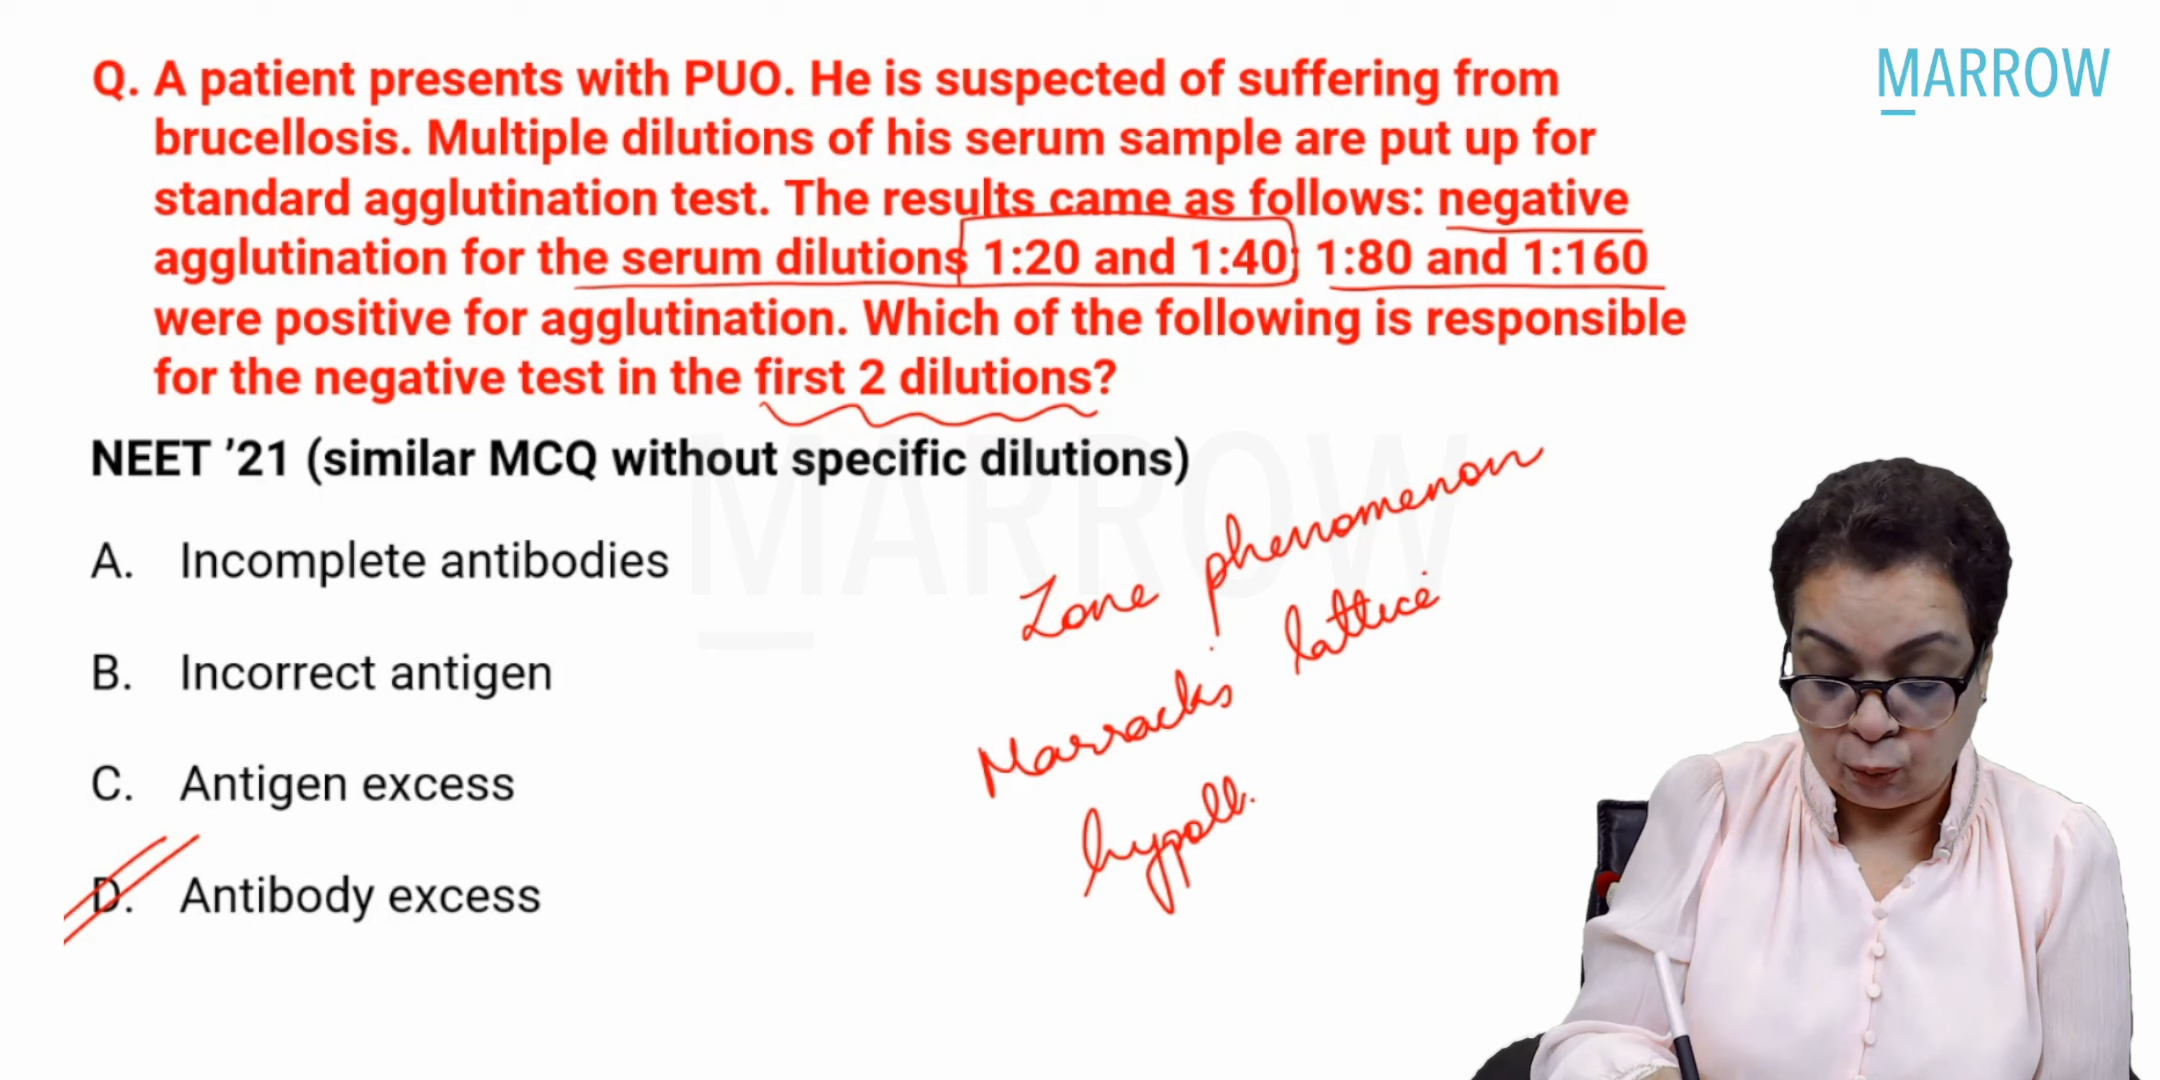 MARROW
Q. A patient presents with PUO. He is suspected of suffering from
brucellosis. Multiple dilutions of his serum sample are put up for
standard agglutination test. The results came as follows: negative
agglutination for the serum dilutions 1:20 and 1:40; 1:80 and 1:160
were positive for agglutination. Which of the following is responsible
for the negative test in the first 2 dilutions?
NEET ’21 (similar MCQ without specific dilutions)
A. Incomplete antibodies
B. Incorrect antigen
C. Antigen excess
D. Antibody excess
Zone phenomenon
Marrack's lattice
MARROW